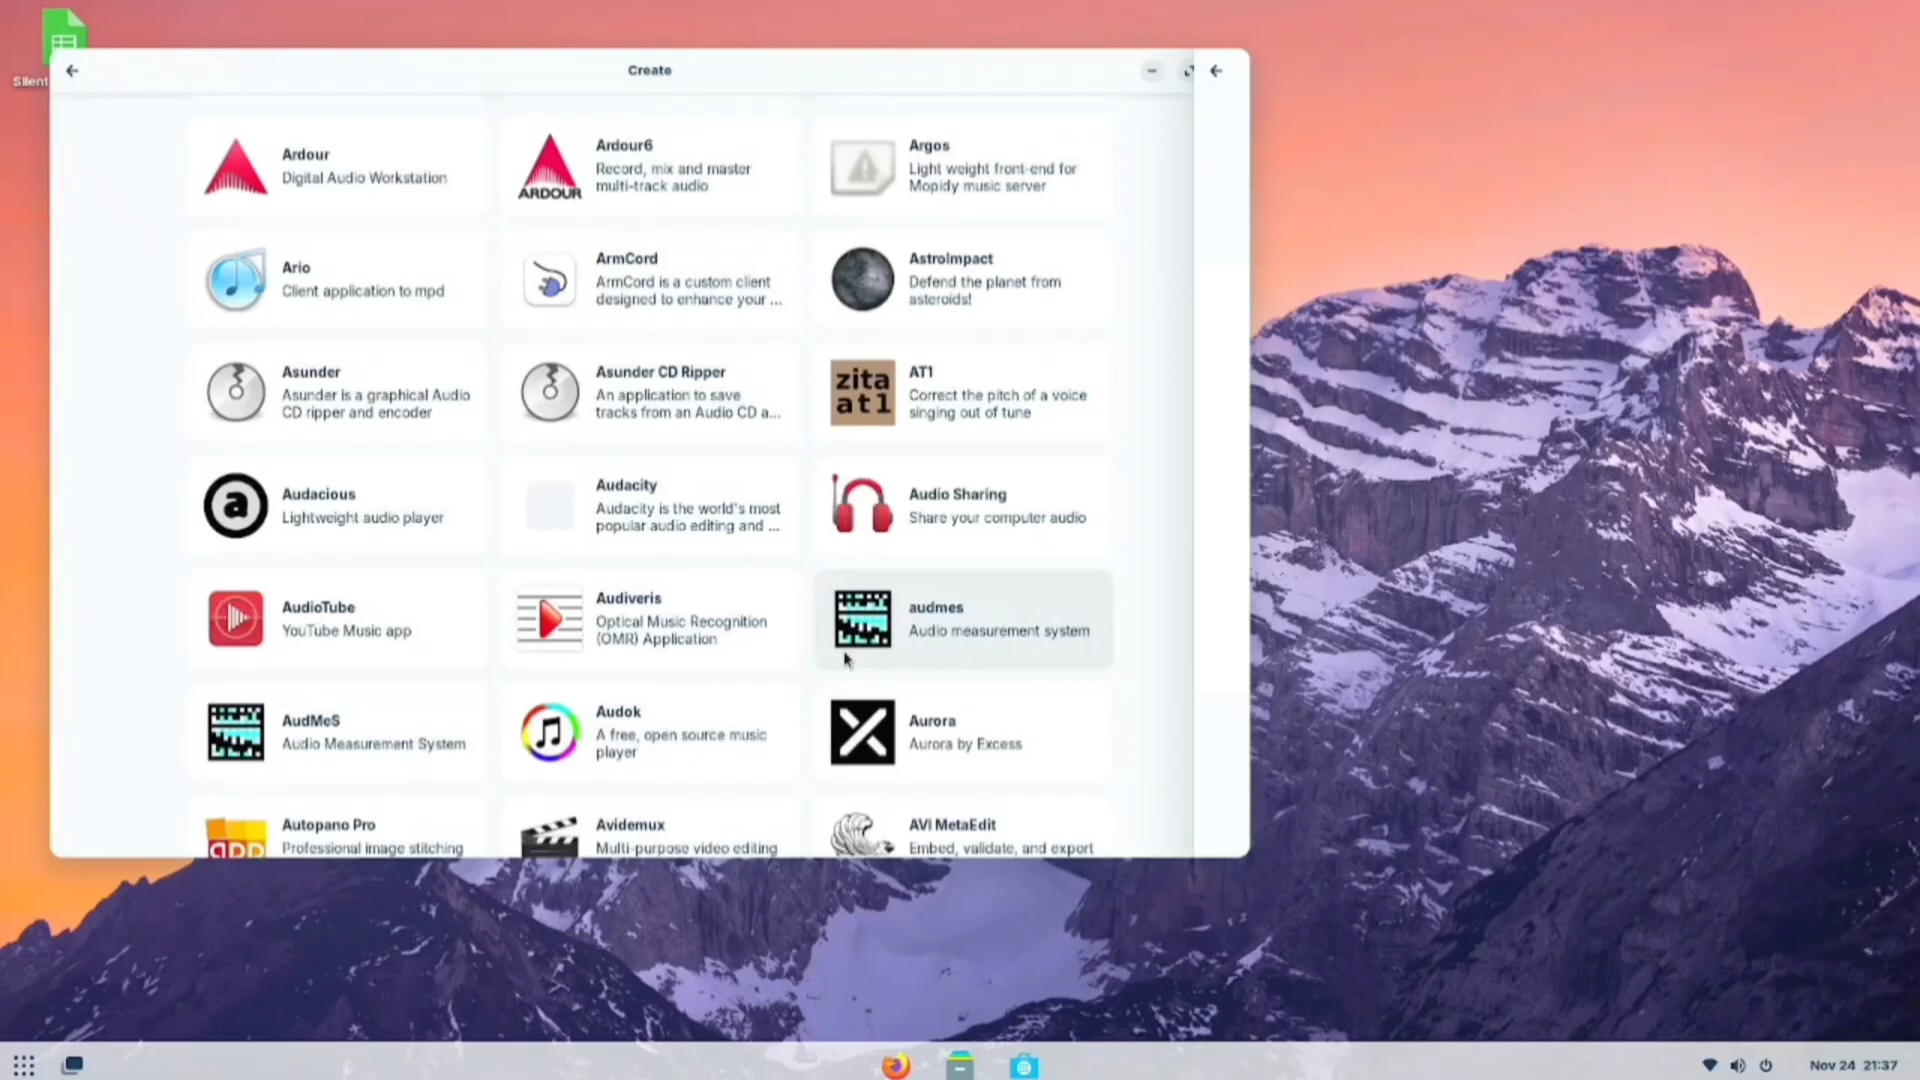 Silent
Create
Ardour
Digital Audio Workstation
Ardour6
Record, mix and master
multi-track audio
ARDOUR
Argos
Light weight front-end for
Mopidy music server
Ario
Client application to mpd
ArmCord
ArmCord is a custom client
designed to enhance your ...
AstroImpact
Defend the planet from
asteroids!
Asunder
Asunder is a graphical Audio
CD ripper and encoder
Asunder CD Ripper
An application to save
tracks from an Audio CD a...
zita
at1
AT1
Correct the pitch of a voice
singing out of tune
a
Audacious
Lightweight audio player
Audacity
Audacity is the world's most
popular audio editing and ...
Audio Sharing
Share your computer audio
AudioTube
YouTube Music app
Audiveris
Optical Music Recognition
(OMR) Application
audmes
Audio measurement system
AudMeS
Audio Measurement System
Audok
A free, open source music
player
Aurora
Aurora by Excess
app
Autopano Pro
Professional image stitching
Avidemux
Multi-purpose video editing
AVI MetaEdit
Embed, validate, and export
Nov 24 21:37